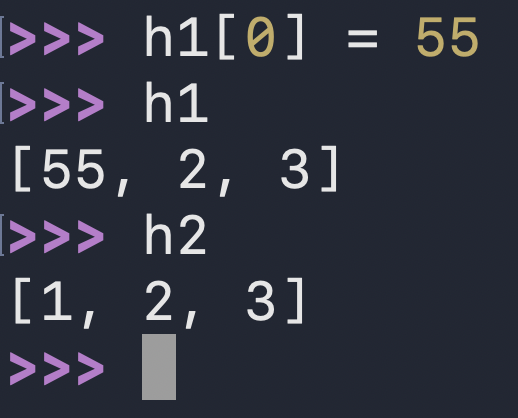 >>> h1[0] = 55
>>> h1
[55, 2, 3]
>>> h2
[1, 2, 3]
>>>